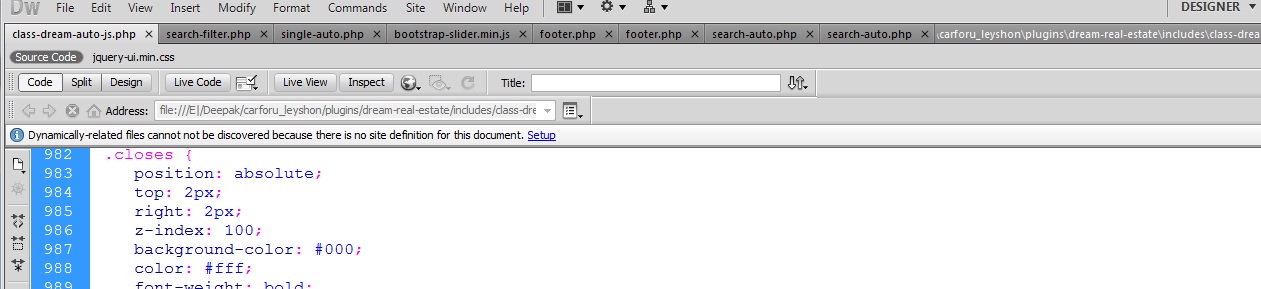 Dw File Edit View Insert Modify Format Commands Site Window Help DESIGNER
class-dream-auto-js.php search-filter.php single-auto.php bootstrap-slider.min.js footer.php footer.php search-auto.php search-auto.php \carforu_leyshon\plugins\dream-real-estate\includes\class-drea
Source Code jquery-ui.min.css
Code Split Design Live Code Live View Inspect Title:
Address: file:///E|/Deepak/carforu_leyshon/plugins/dream-real-estate/includes/class-dre
Dynamically-related files cannot not be discovered because there is no site definition for this document. Setup
982 .closes {
983 position: absolute;
984 top: 2px;
985 right: 2px;
986 z-index: 100;
987 background-color: #000;
988 color: #fff;
989 font-weight: bold;